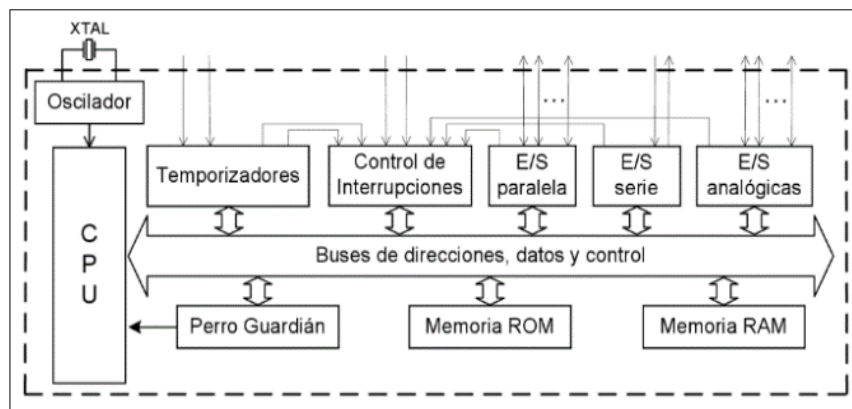 XTAL
Oscilador
...
...
Temporizadores
Control de
Interrupciones
E/S
paralela
E/S
serie
E/S
analógicas
C
P
U
Buses de direcciones, datos y control
Perro Guardián
Memoria ROM
Memoria RAM